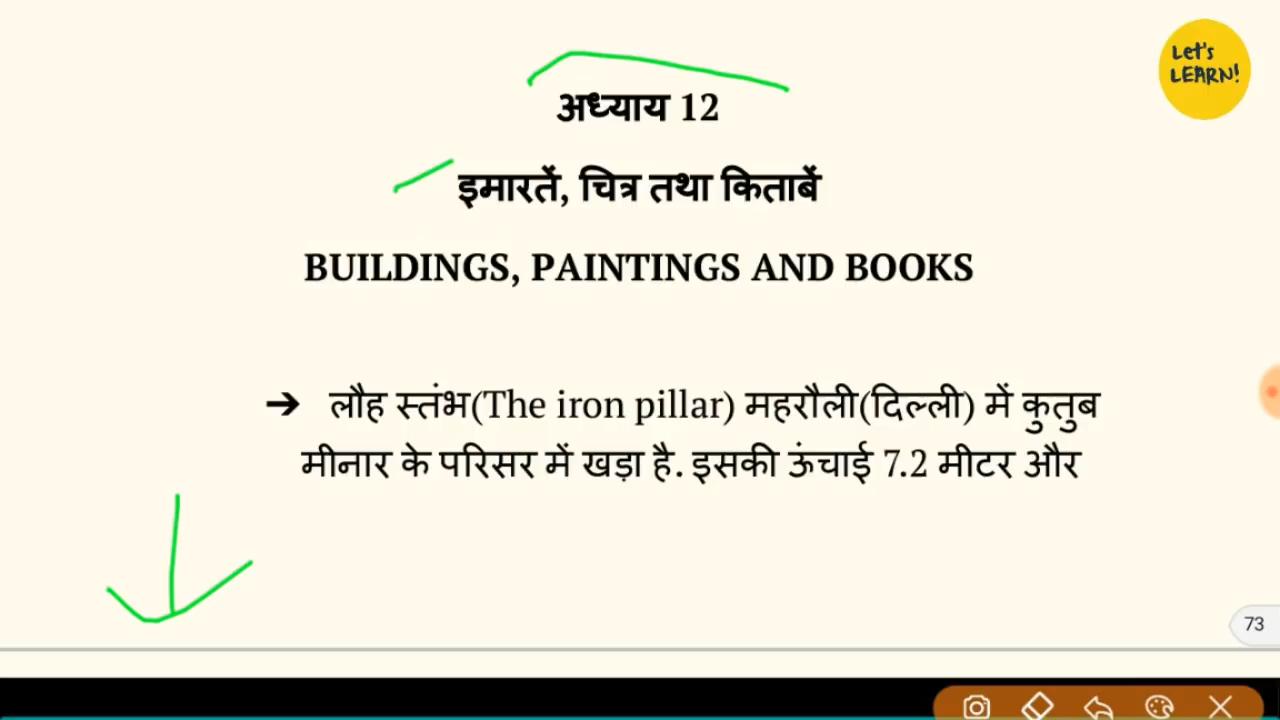 Let's
LEARN!
अध्याय 12
इमारतें, चित्र तथा किताबें
BUILDINGS, PAINTINGS AND BOOKS
➔ लौह स्तंभ(The iron pillar) महरौली(दिल्ली) में कुतुब
मीनार के परिसर में खड़ा है. इसकी ऊंचाई 7.2 मीटर और
73